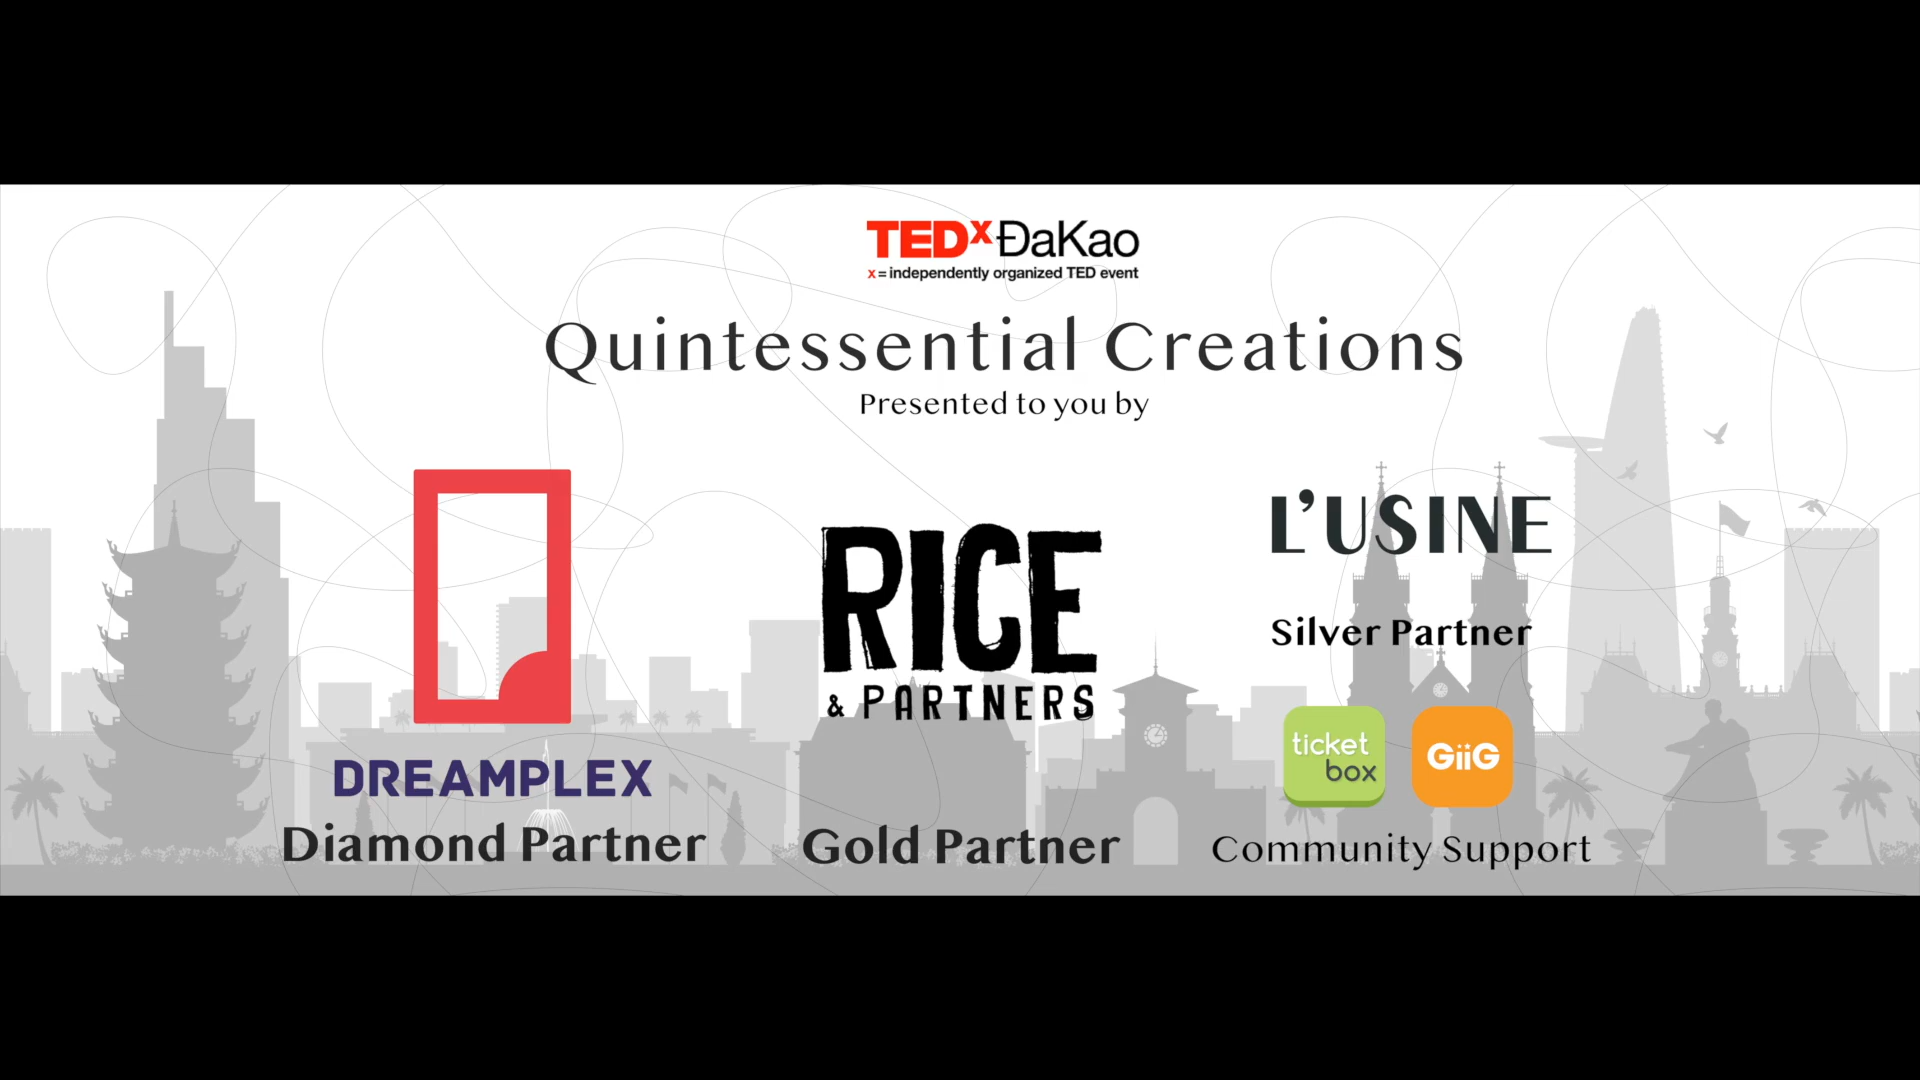 TEDxĐaKao
x = independently organized TED event
Quintessential Creations
Presented to you by
DREAMPLEX
Diamond Partner
RICE
& PARTNERS
Gold Partner
L'USINE
Silver Partner
ticket
box
GiiG
Community Support